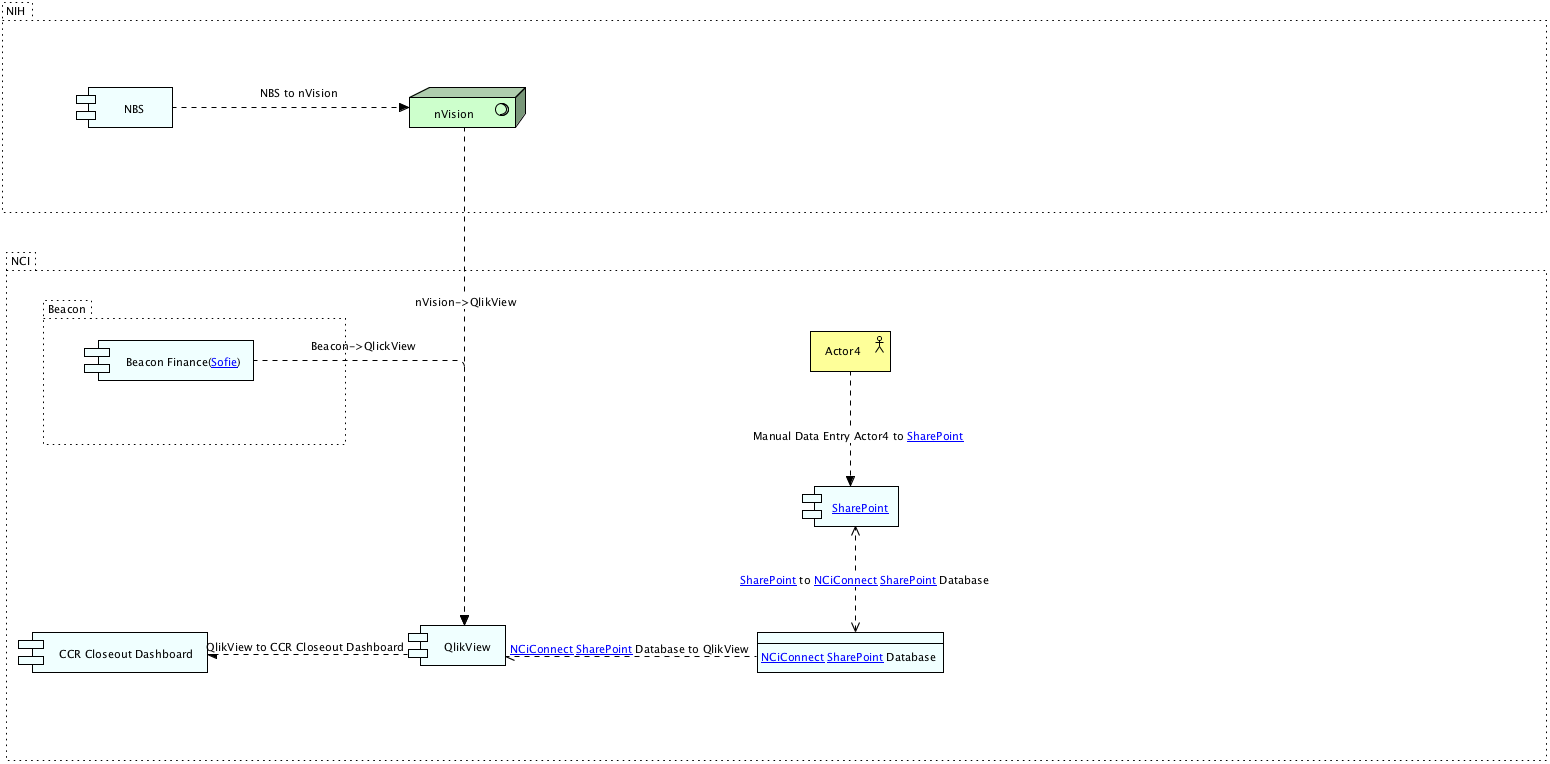 NIH
NBS to nVision
NBS
nVision
NCI
nVision->QlikView
Beacon
Beacon->QlickView
Beacon Finance(Sofie)
Actor4
Manual Data Entry Actor4 to SharePoint
SharePoint
SharePoint to NCiConnect SharePoint Database
QlikView to CCR Closeout Dashboard
QlikView
NCiConnect SharePoint Database to QlikView
CCR Closeout Dashboard
NCiConnect SharePoint Database